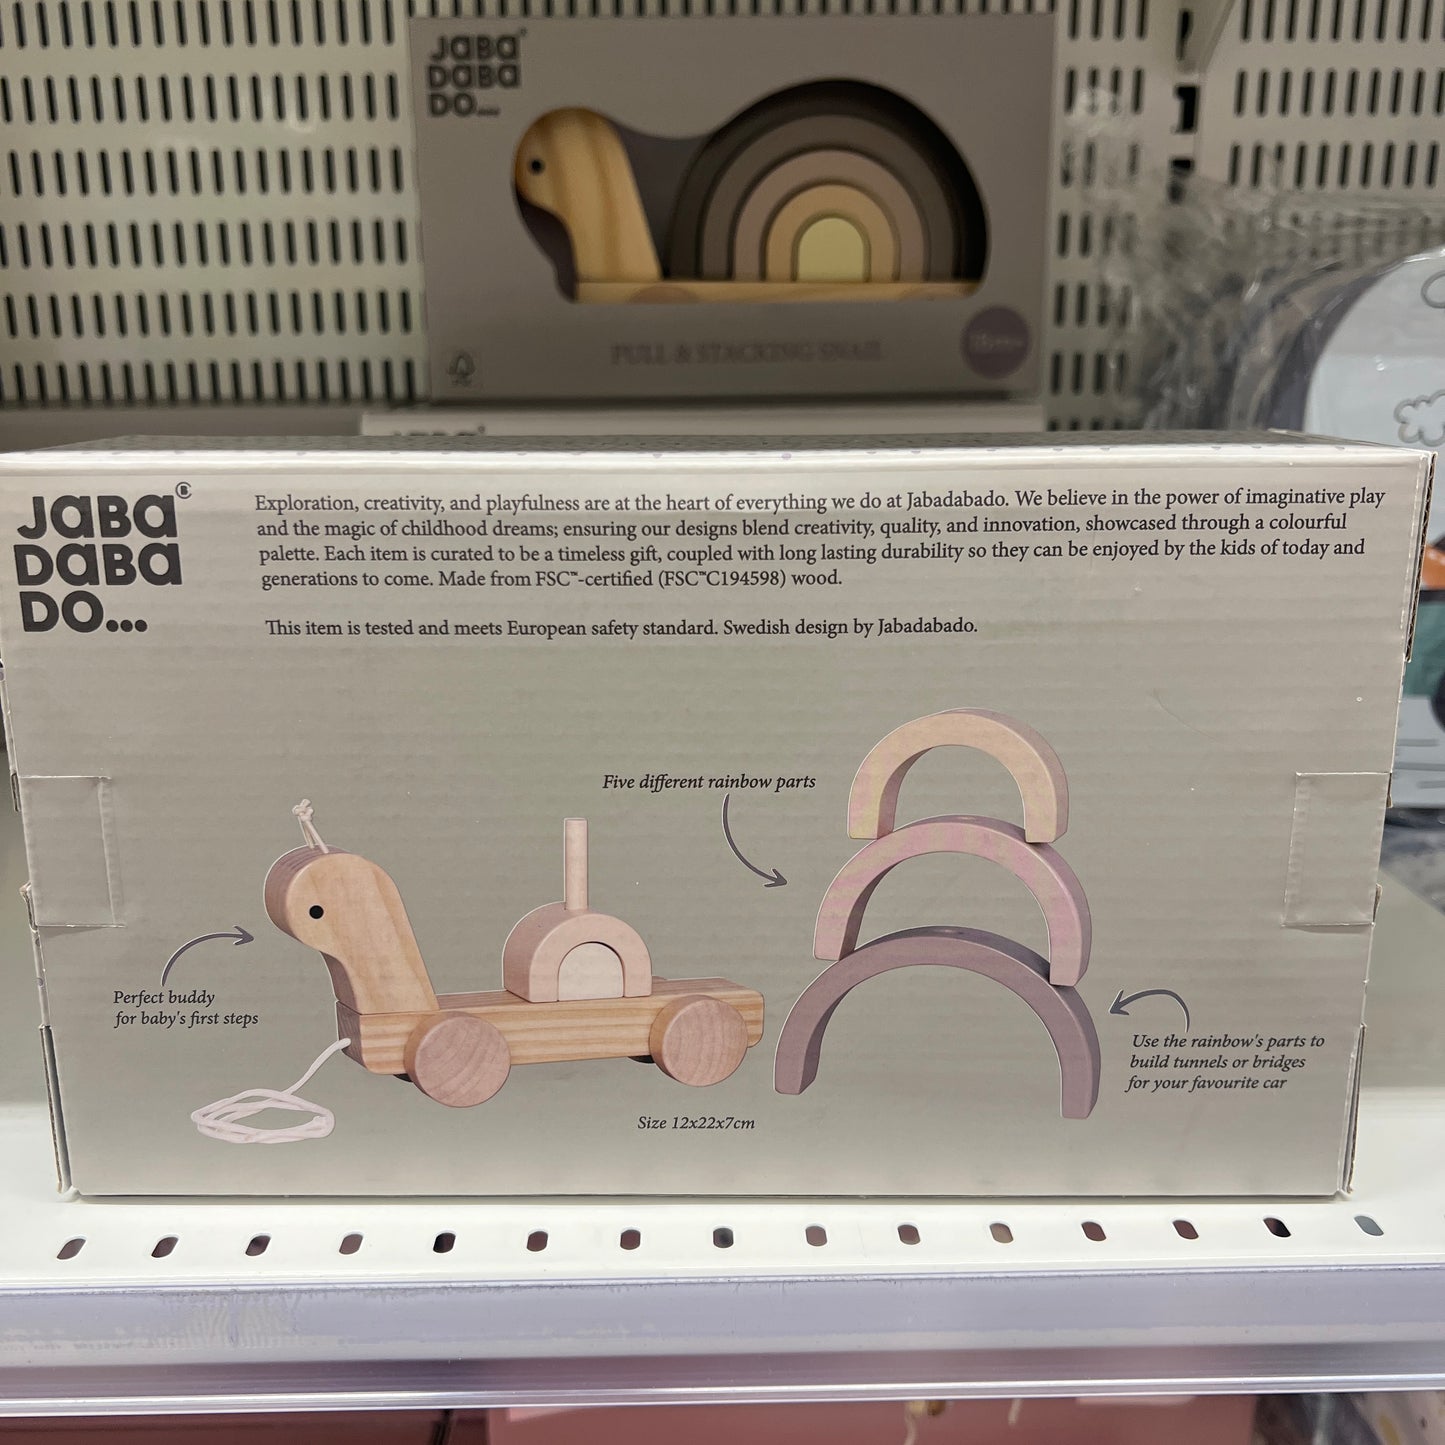 JaBa
DaBa
DO...
PULL & STACKING SNAIL
JaBa
DaBa
DO...
Exploration, creativity, and playfulness are at the heart of everything we do at Jabadabado. We believe in the power of imaginative play
and the magic of childhood dreams; ensuring our designs blend creativity, quality, and innovation, showcased through a colourful
palette. Each item is curated to be a timeless gift, coupled with long lasting durability so they can be enjoyed by the kids of today and
generations to come. Made from FSC™-certified (FSC™C194598) wood.
This item is tested and meets European safety standard. Swedish design by Jabadabado.
Five different rainbow parts
Perfect buddy
for baby's first steps
Use the rainbow's parts to
build tunnels or bridges
for your favourite car
Size 12x22x7cm